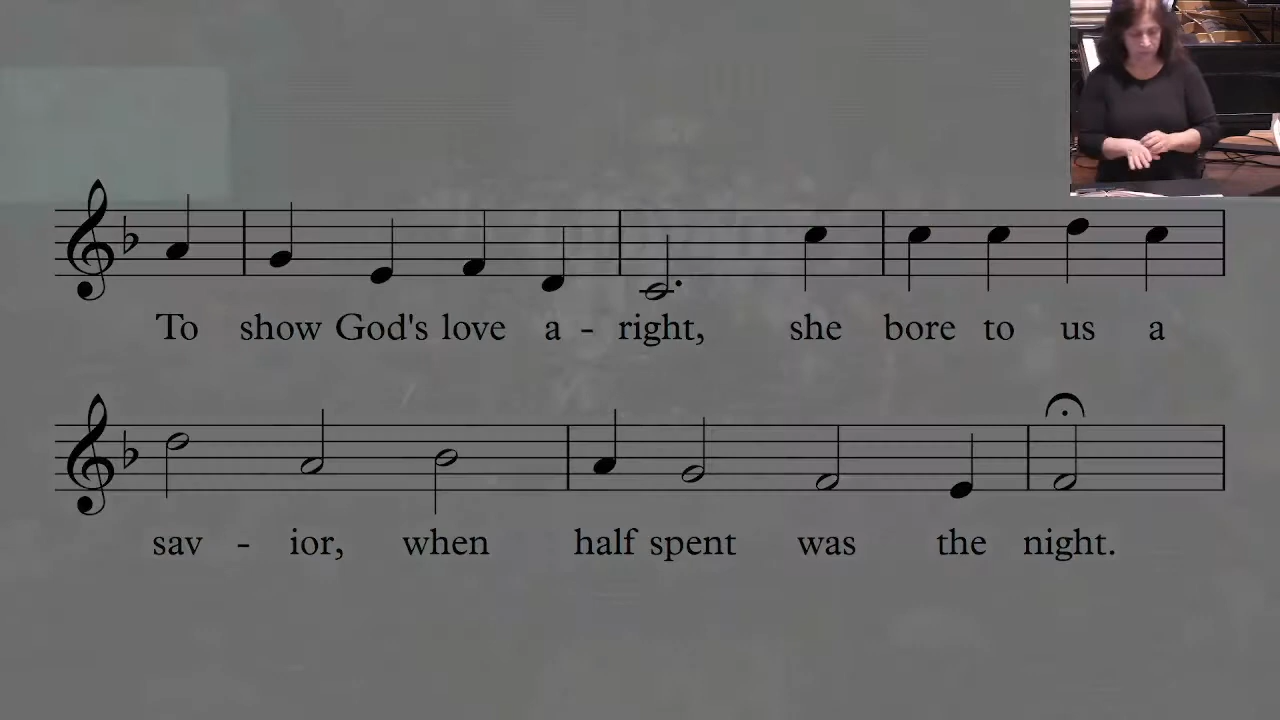 To show God's love a - right, she bore to us a
sav - ior, when half spent was the night.